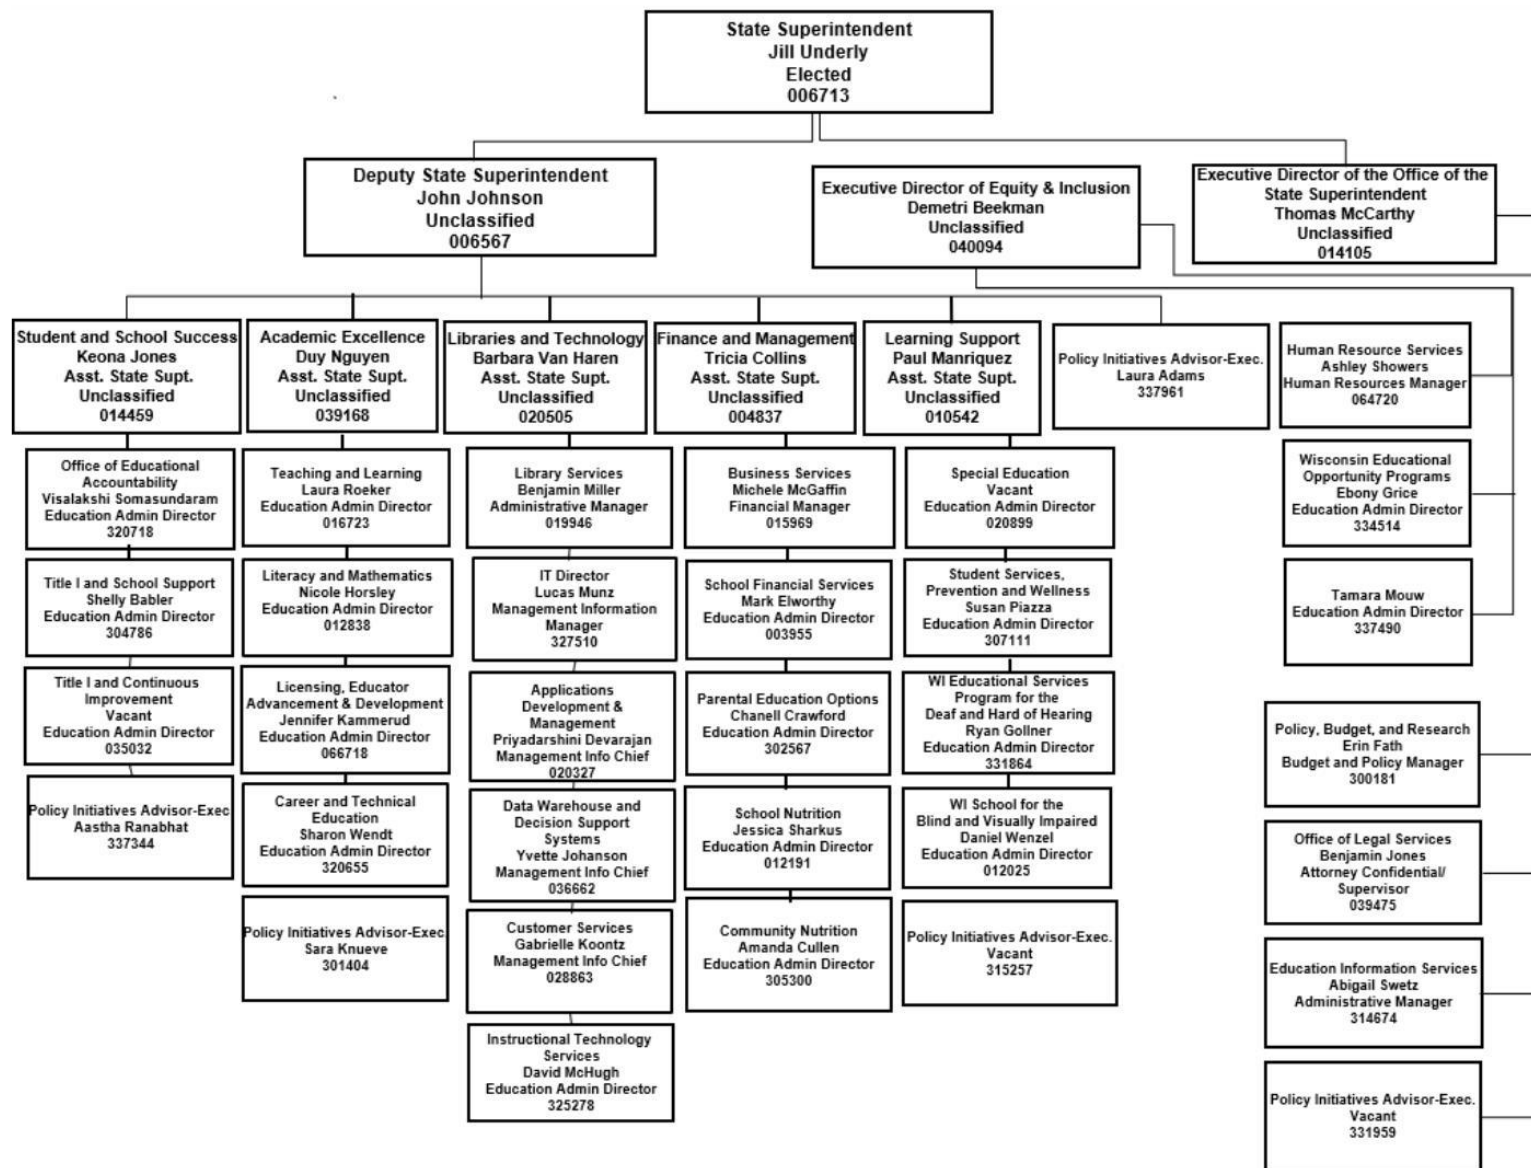 State Superintendent
Jill Underly
Elected
006713
Deputy State Superintendent
John Johnson
Unclassified
006567
Executive Director of Equity & Inclusion
Demetri Beekman
Unclassified
040094
Executive Director of the Office of the
State Superintendent
Thomas McCarthy
Unclassified
014105
Student and School Success
Keona Jones
Asst. State Supt.
Unclassified
014459
Academic Excellence
Duy Nguyen
Asst. State Supt.
Unclassified
039168
Libraries and Technology
Barbara Van Haren
Asst. State Supt.
Unclassified
020505
Finance and Management
Tricia Collins
Asst. State Supt.
Unclassified
004837
Learning Support
Paul Manriquez
Asst. State Supt.
Unclassified
010542
Policy Initiatives Advisor-Exec.
Laura Adams
337961
Human Resource Services
Ashley Showers
Human Resources Manager
064720
Office of Educational
Accountability
Visalakshi Somasundaram
Education Admin Director
320718
Teaching and Learning
Laura Roeker
Education Admin Director
016723
Library Services
Benjamin Miller
Administrative Manager
019946
Business Services
Michele McGaffin
Financial Manager
015969
Special Education
Vacant
020899
Wisconsin Educational
Opportunity Programs
Ebony Grice
Education Admin Director
334514
Title I and School Support
Shelly Babler
Education Admin Director
304786
Literacy and Mathematics
Nicole Horsley
Education Admin Director
012838
IT Director
Lucas Munz
Management Information
Manager
327510
School Financial Services
Mark Elworthy
Education Admin Director
003955
Student Services,
Prevention and Wellness
Susan Piazza
Education Admin Director
307111
Tamara Mouw
Education Admin Director
337490
Title I and Continuous
Improvement
Vacant
Education Admin Director
035032
Licensing, Educator
Advancement & Development
Jennifer Kammerud
Education Admin Director
066718
Applications
Development &
Management
Priyadarshini Devarajan
Management Info Chief
020327
Parental Education Options
Chanell Crawford
Education Admin Director
302567
WI Educational Services
Program for the
Deaf and Hard of Hearing
Ryan Gollner
Education Admin Director
331864
Policy, Budget, and Research
Erin Fath
Budget and Policy Manager
300181
Policy Initiatives Advisor-Exec
Aastha Ranabhat
337344
Career and Technical
Education
Sharon Wendt
Education Admin Director
320655
Data Warehouse and
Decision Support
Systems
Yvette Johanson
Management Info Chief
036662
School Nutrition
Jessica Sharkus
Education Admin Director
012191
WI School for the
Blind and Visually Impaired
Daniel Wenzel
Education Admin Director
012025
Office of Legal Services
Benjamin Jones
Attorney Confidential/
Supervisor
039475
Policy Initiatives Advisor-Exec.
Sara Knueve
301404
Customer Services
Gabrielle Koontz
Management Info Chief
028863
Community Nutrition
Amanda Cullen
Education Admin Director
305300
Policy Initiatives Advisor-Exec.
Vacant
315257
Education Information Services
Abigail Swetz
Administrative Manager
314674
Instructional Technology
Services
David McHugh
Education Admin Director
325278
Policy Initiatives Advisor-Exec.
Vacant
331959